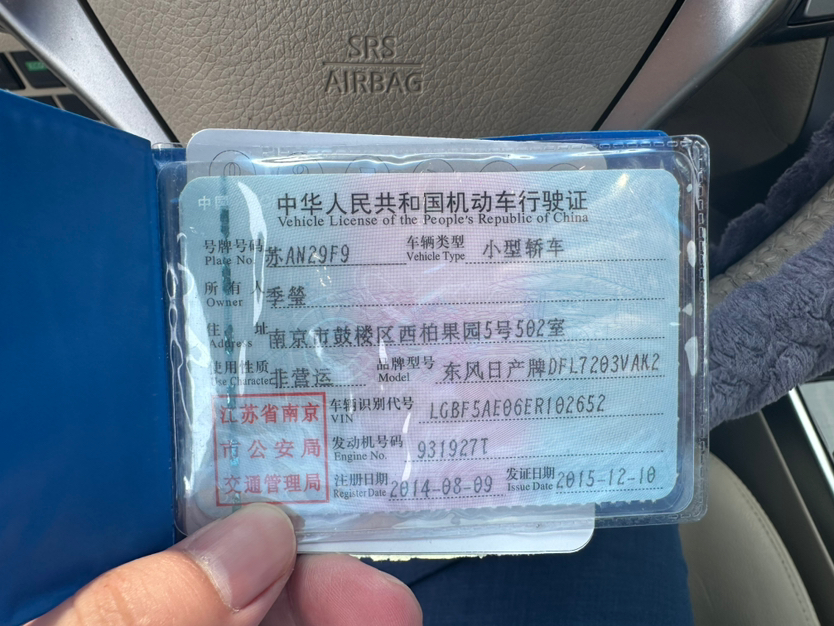 SRS
AIRBAG
中国
中华人民共和国机动车行驶证
Vehicle License of the People's Republic of China
号牌号码 苏AN29F9 车辆类型 小型轿车
Plate No. Vehicle Type
所有人 季瑩
Owner
住址 南京市鼓楼区西柏果园5号502室
Address
使用性质 非营运 品牌型号 东风日产牌DFL7203VAK2
Use Character Model
江苏省南京 车辆识别代号 LGBF5AE06ER102652
VIN
市公安局 发动机号码 931927T
Engine No.
交通管理局 注册日期 2014-08-09 发证日期 2015-12-10
Register Date Issue Date